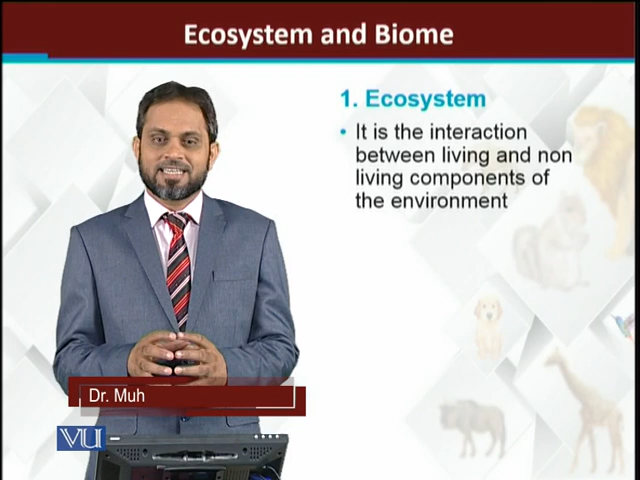 Ecosystem and Biome
1. Ecosystem
• It is the interaction
between living and non
living components of
the environment
Dr. Muh
VU